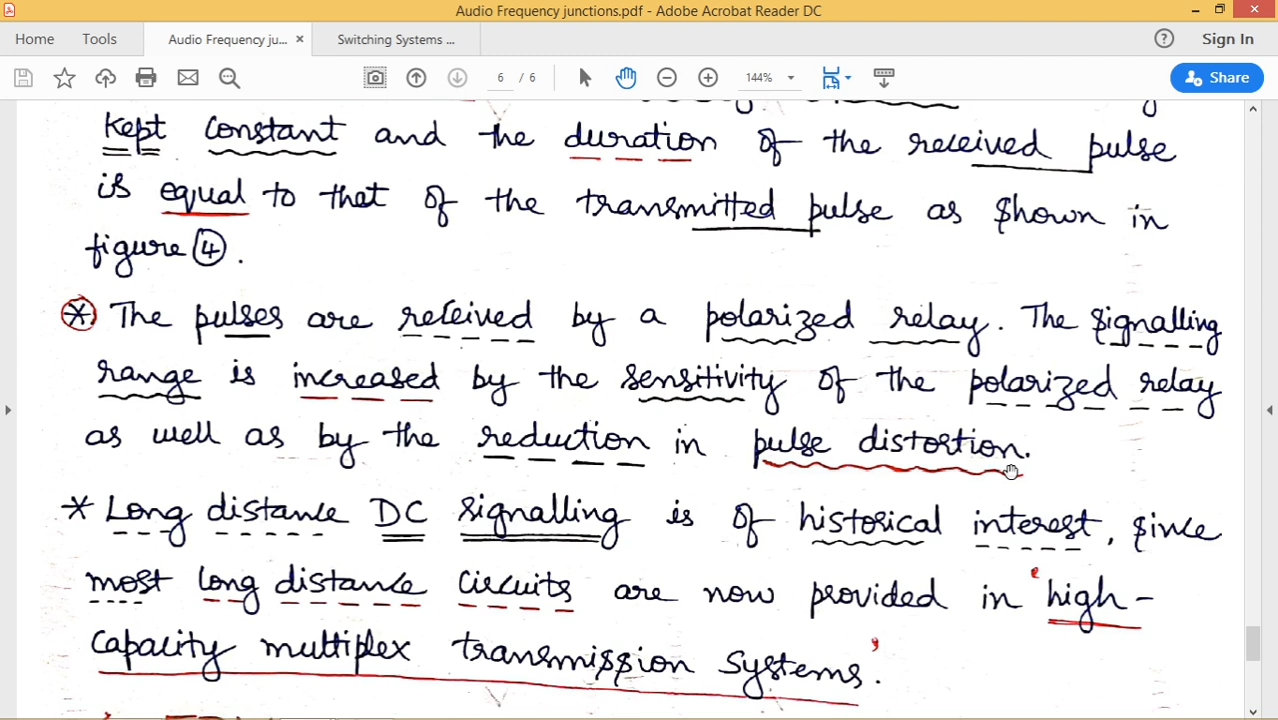 Audio Frequency junctions.pdf - Adobe Acrobat Reader DC
Home Tools Audio Frequency ju... × Switching Systems ... ? Sign In
6 / 6 144% Share
kept constant and the duration of the received pulse
is equal to that of the transmitted pulse as shown in
figure 4.
* The pulses are received by a polarized relay. The signalling
range is increased by the sensitivity of the polarized relay
as well as by the reduction in pulse distortion.
* Long distance DC signalling is of historical interest, since
most long distance circuits are now provided in 'high-
capacity multiplex transmission systems'.